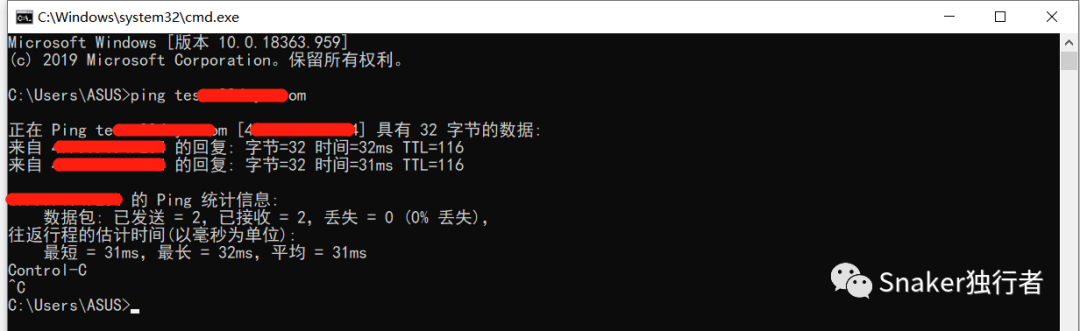 C:\Windows\system32\cmd.exe
Microsoft Windows [版本 10.0.18363.959]
(c) 2019 Microsoft Corporation。保留所有权利。
C:\Users\ASUS>ping tes om
正在 Ping te om [4 4] 具有 32 字节的数据:
来自 的回复: 字节=32 时间=32ms TTL=116
来自 的回复: 字节=32 时间=31ms TTL=116
的 Ping 统计信息:
数据包: 已发送 = 2，已接收 = 2，丢失 = 0 (0% 丢失)，
往返行程的估计时间(以毫秒为单位):
最短 = 31ms，最长 = 32ms，平均 = 31ms
Control-C
^C
C:\Users\ASUS>
Snaker独行者